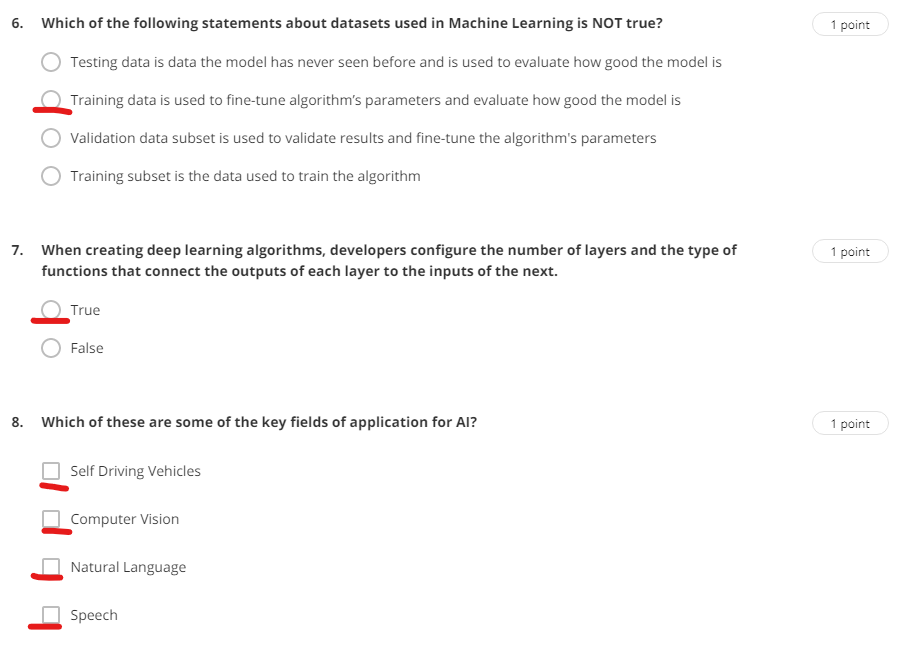 6. Which of the following statements about datasets used in Machine Learning is NOT true? 1 point
Testing data is data the model has never seen before and is used to evaluate how good the model is
Training data is used to fine-tune algorithm's parameters and evaluate how good the model is
Validation data subset is used to validate results and fine-tune the algorithm's parameters
Training subset is the data used to train the algorithm
7. When creating deep learning algorithms, developers configure the number of layers and the type of 1 point
functions that connect the outputs of each layer to the inputs of the next.
True
False
8. Which of these are some of the key fields of application for AI? 1 point
Self Driving Vehicles
Computer Vision
Natural Language
Speech